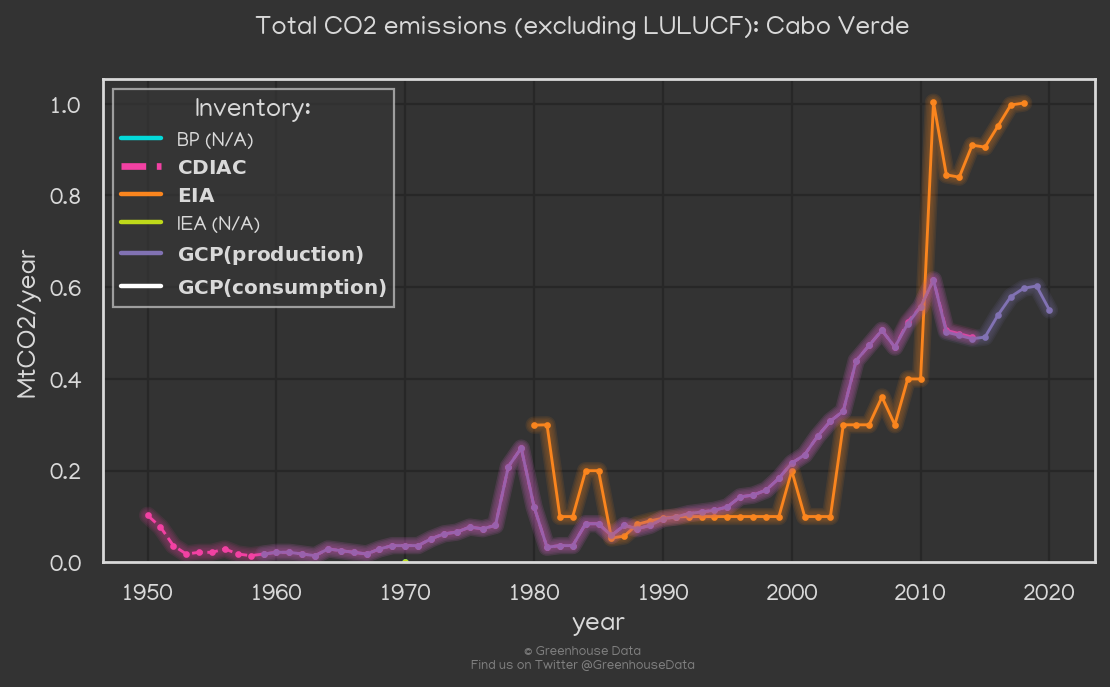 Total CO2 emissions (excluding LULUCF): Cabo Verde
MtCO2/year
1.0
0.8
0.6
0.4
0.2
0.0
Inventory:
BP (N/A)
CDIAC
EIA
IEA (N/A)
GCP(production)
GCP(consumption)
1950 1960 1970 1980 1990 2000 2010 2020
year
© Greenhouse Data
Find us on Twitter @GreenhouseData